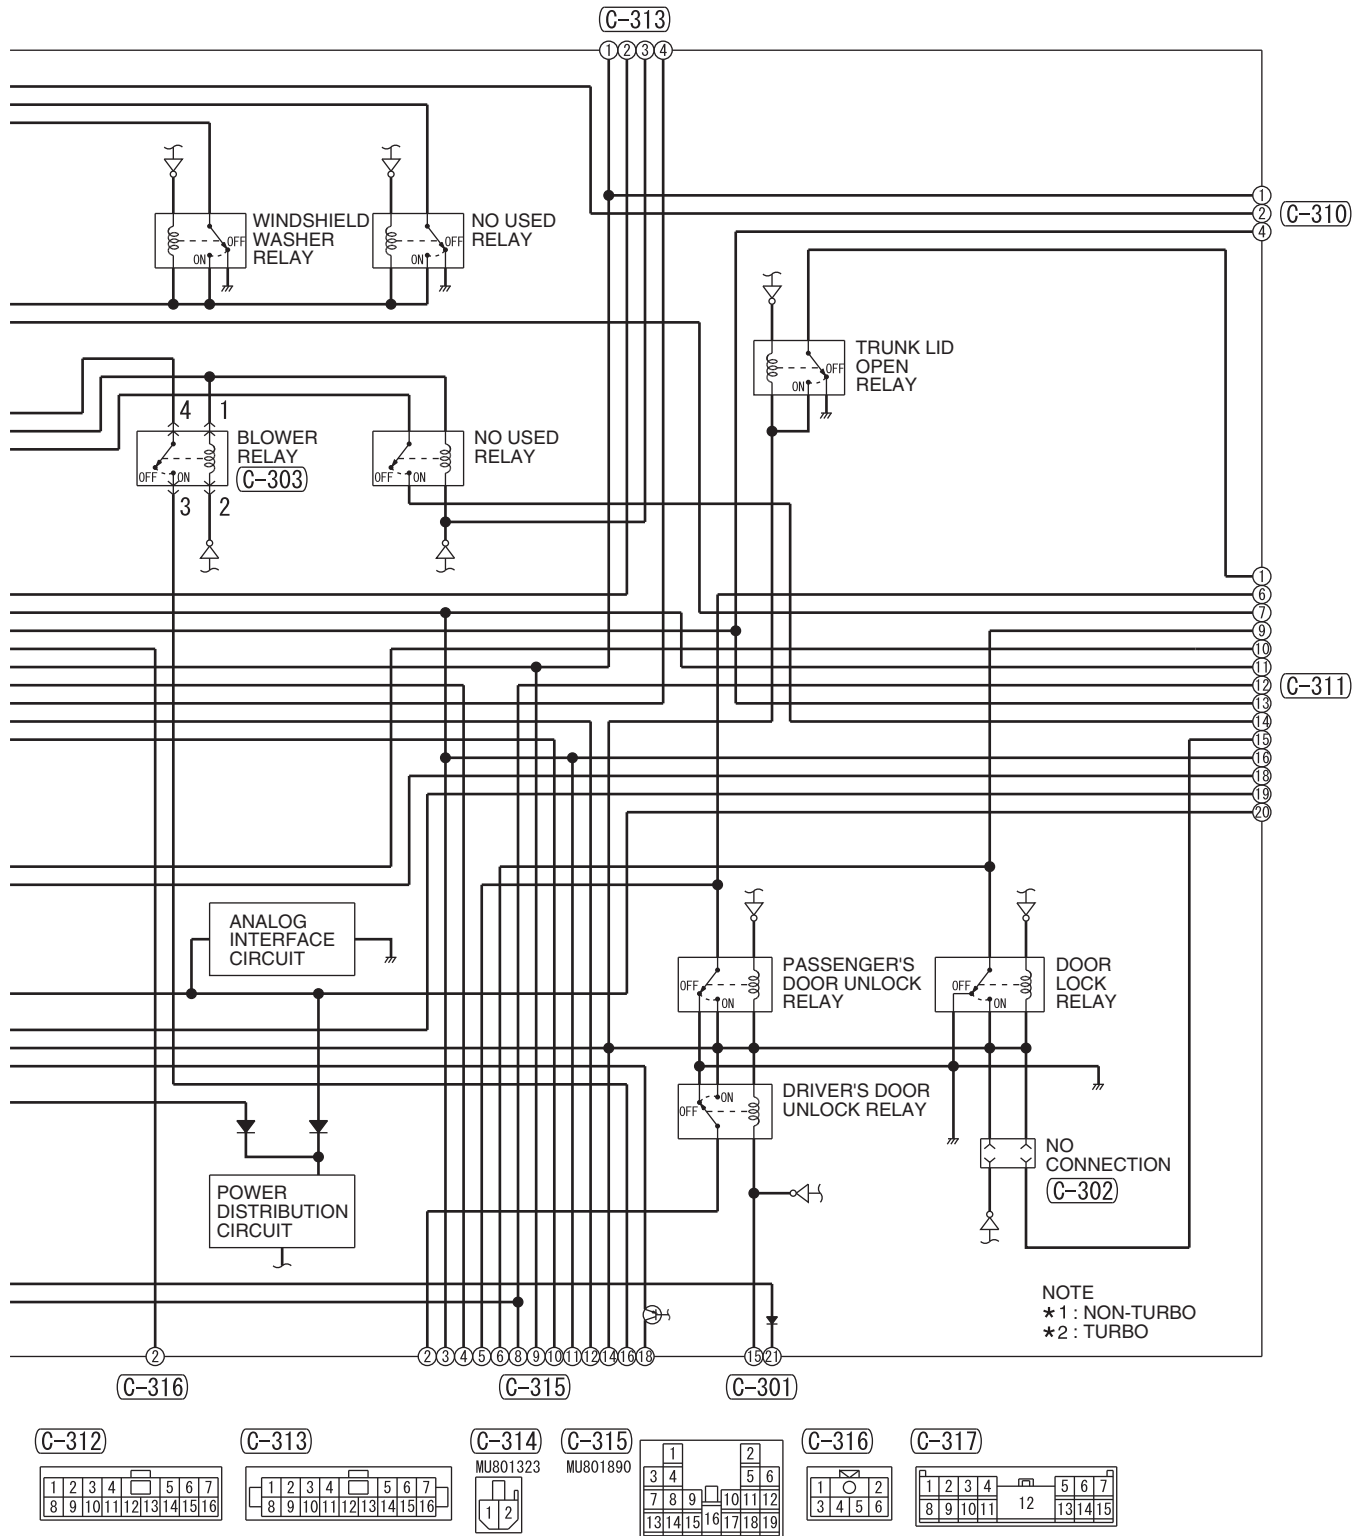 C-313
1 2 3 4
1
2
C-310
4
WINDSHIELD
WASHER
RELAY
OFF
ON
NO USED
RELAY
OFF
ON
TRUNK LID
OPEN
RELAY
OFF
ON
4 1
BLOWER
RELAY
C-303
OFF ON
3 2
NO USED
RELAY
OFF ON
1
6
7
9
10
11
12
C-311
13
14
15
16
18
19
20
ANALOG
INTERFACE
CIRCUIT
PASSENGER'S
DOOR UNLOCK
RELAY
OFF
ON
DOOR
LOCK
RELAY
OFF
ON
DRIVER'S DOOR
UNLOCK RELAY
ON
OFF
NO
CONNECTION
C-302
POWER
DISTRIBUTION
CIRCUIT
NOTE
*1 : NON-TURBO
*2 : TURBO
2
2 3 4 5 6 8 9 10 11 12 14 16 18
15 21
C-316
C-315
C-301
C-312
1 2 3 4 5 6 7
8 9 10 11 12 13 14 15 16
C-313
1 2 3 4 5 6 7
8 9 10 11 12 13 14 15 16
C-314
MU801323
1 2
C-315
MU801890
1 2
3 4 5 6
7 8 9 10 11 12
13 14 15 16 17 18 19
C-316
1 2
3 4 5 6
C-317
1 2 3 4 5 6 7
8 9 10 11 12 13 14 15